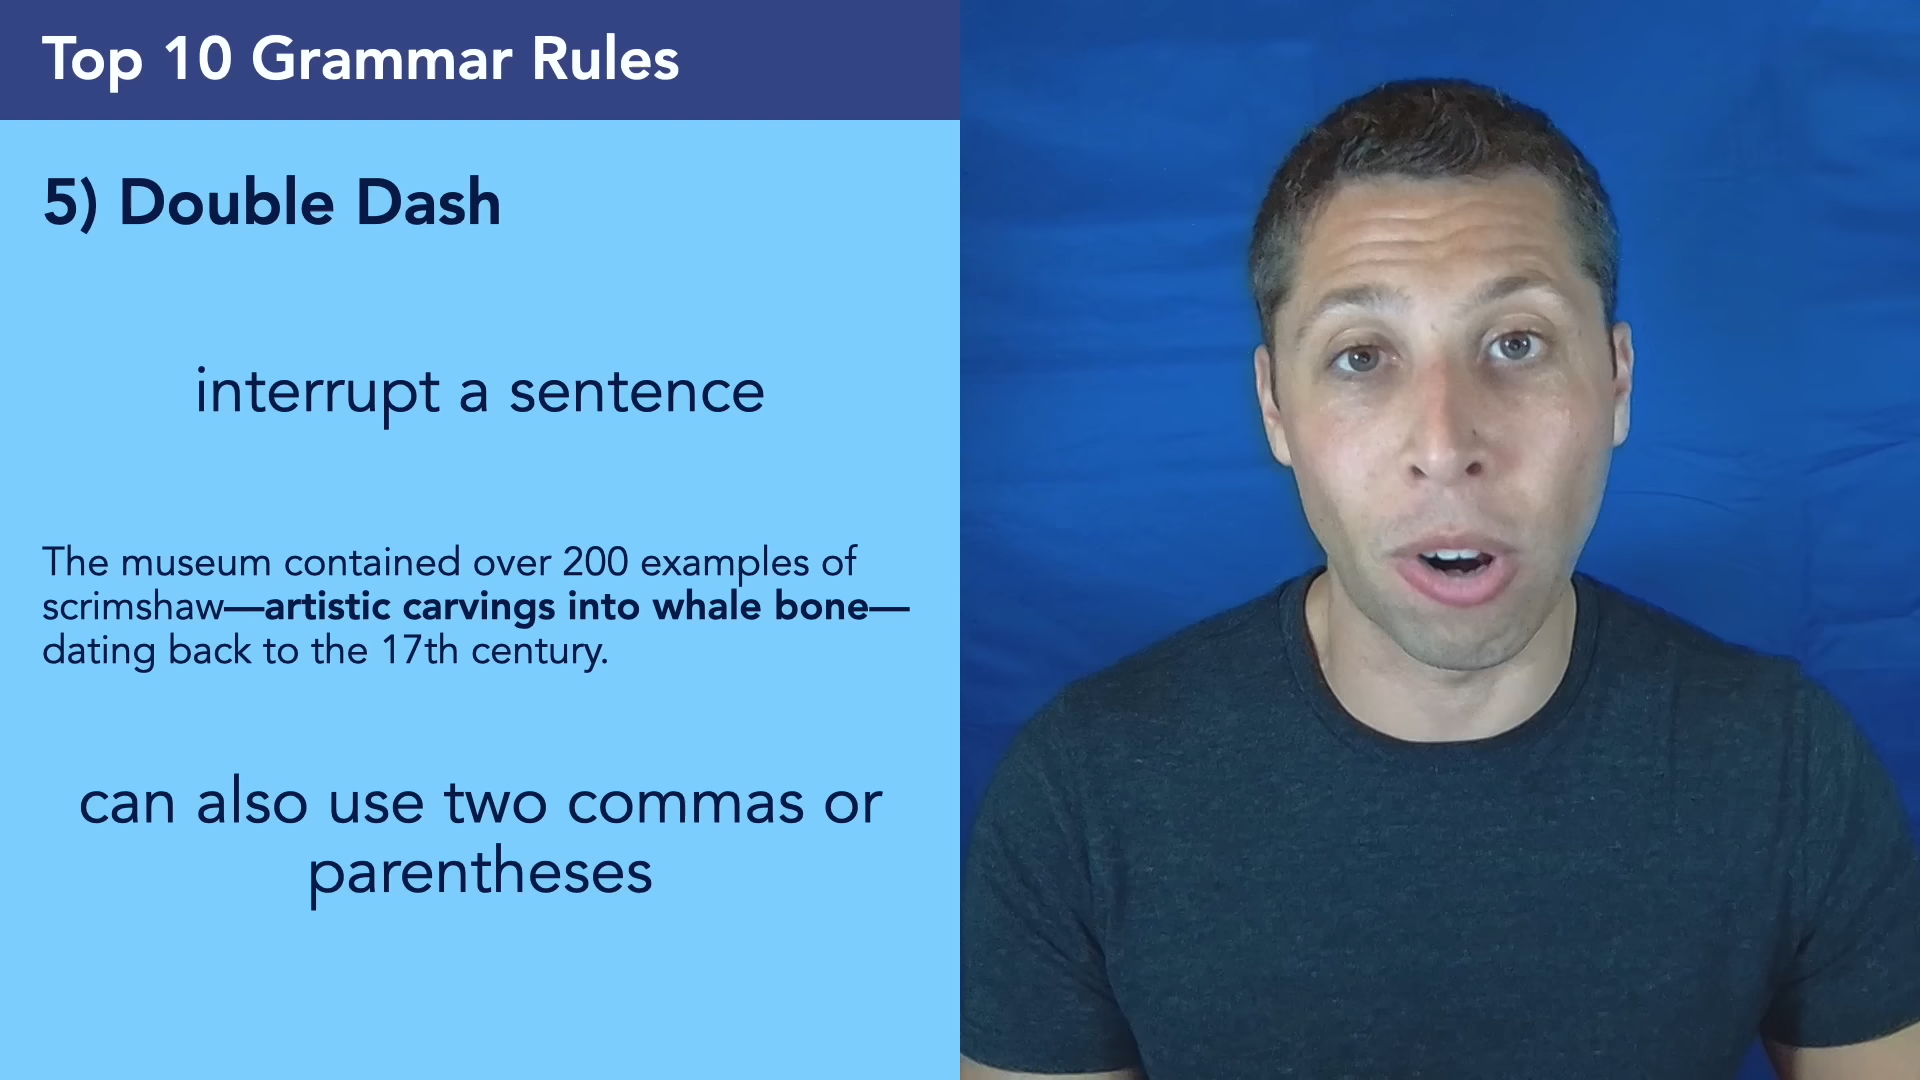 Top 10 Grammar Rules
5) Double Dash
interrupt a sentence
The museum contained over 200 examples of
scrimshaw—artistic carvings into whale bone—
dating back to the 17th century.
can also use two commas or
parentheses